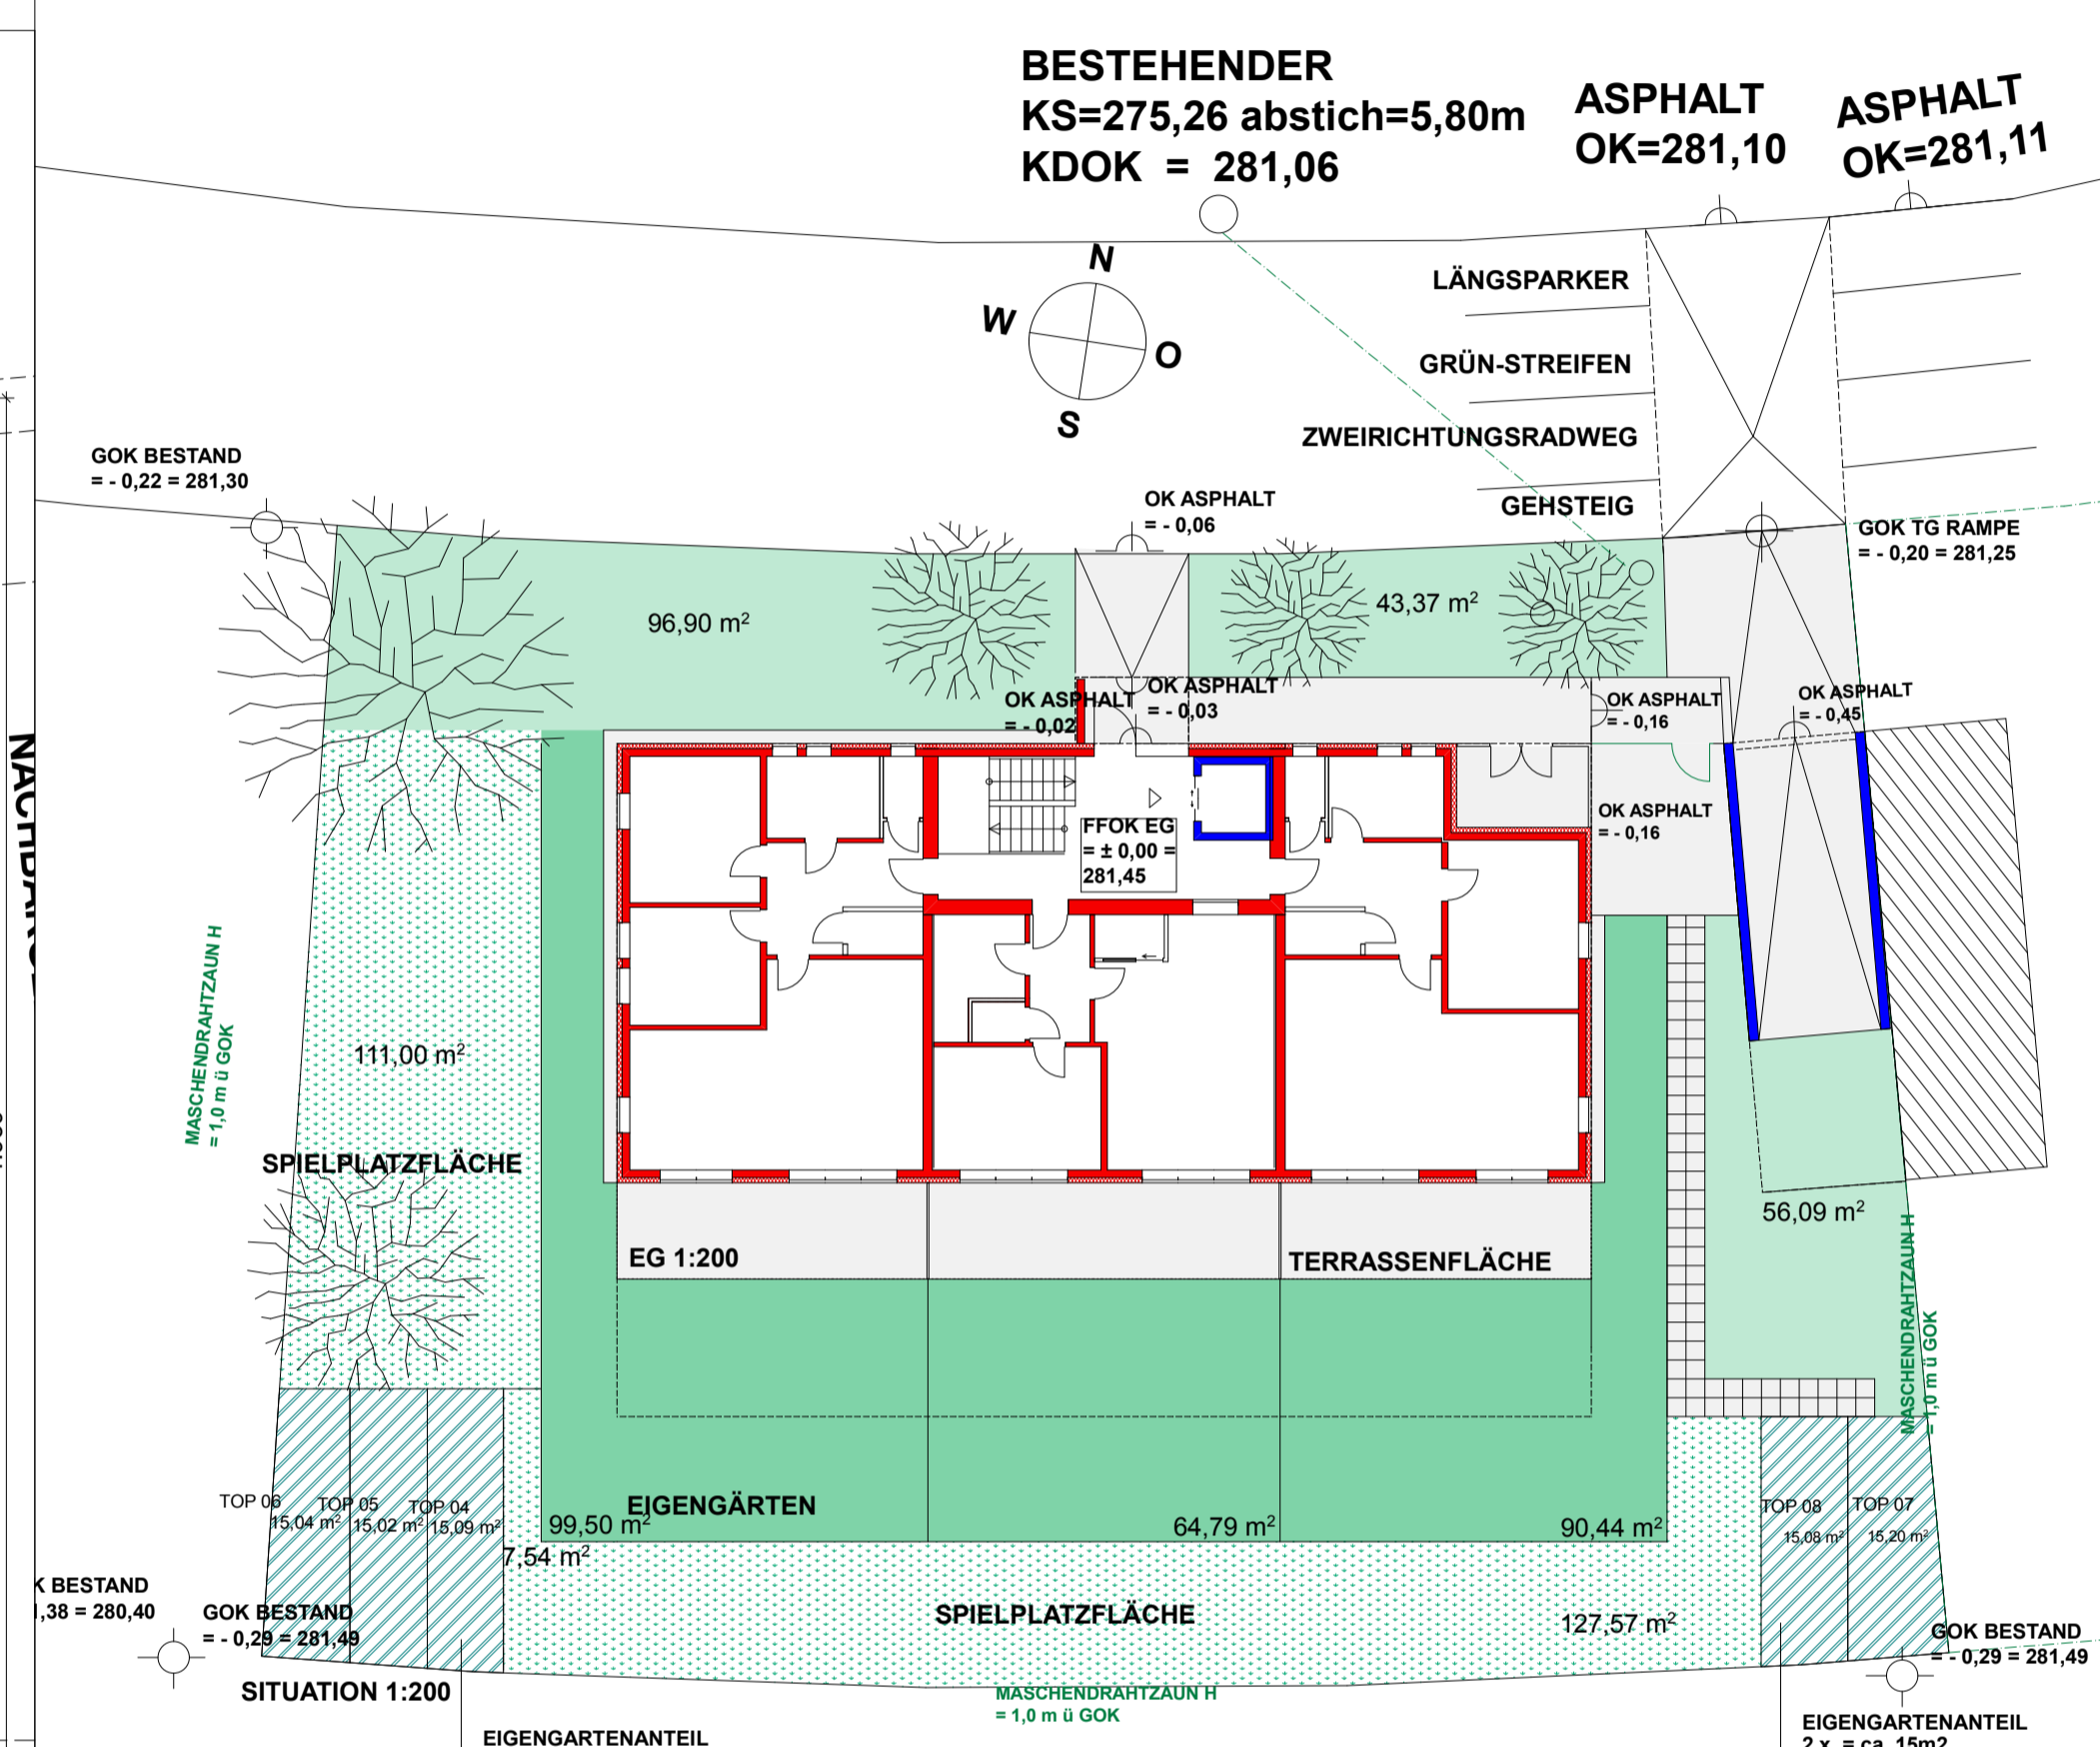 BESTEHENDER
KS=275,26 abstich=5,80m
KDOK = 281,06
ASPHALT
OK=281,10
ASPHALT
OK=281,11
N
W
O
S
LÄNGSPARKER
GRÜN-STREIFEN
ZWEIRICHTUNGSRADWEG
GEHSTEIG
GOK BESTAND
= - 0,22 = 281,30
OK ASPHALT
= - 0,06
GOK TG RAMPE
= - 0,20 = 281,25
96,90 m²
43,37 m²
OK ASPHALT
= - 0,02
OK ASPHALT
= - 0,03
OK ASPHALT
= - 0,16
OK ASPHALT
= - 0,45
OK ASPHALT
= - 0,16
FFOK EG
= ± 0,00 =
281,45
MASCHENDRAHTZAUN H
= 1,0 m ü GOK
111,00 m²
SPIELPLATZFLÄCHE
56,09 m²
EG 1:200
TERRASSENFLÄCHE
MASCHENDRAHTZAUN H
= 1,0 m ü GOK
TOP 06
15,04 m²
TOP 05
15,02 m²
TOP 04
15,09 m²
EIGENGÄRTEN
99,50 m²
64,79 m²
90,44 m²
7,54 m²
TOP 08
15,08 m²
TOP 07
15,20 m²
K BESTAND
,38 = 280,40
GOK BESTAND
= - 0,29 = 281,49
SPIELPLATZFLÄCHE
127,57 m²
GOK BESTAND
= - 0,29 = 281,49
SITUATION 1:200
MASCHENDRAHTZAUN H
= 1,0 m ü GOK
EIGENGARTENANTEIL
EIGENGARTENANTEIL
2 x = ca. 15m2